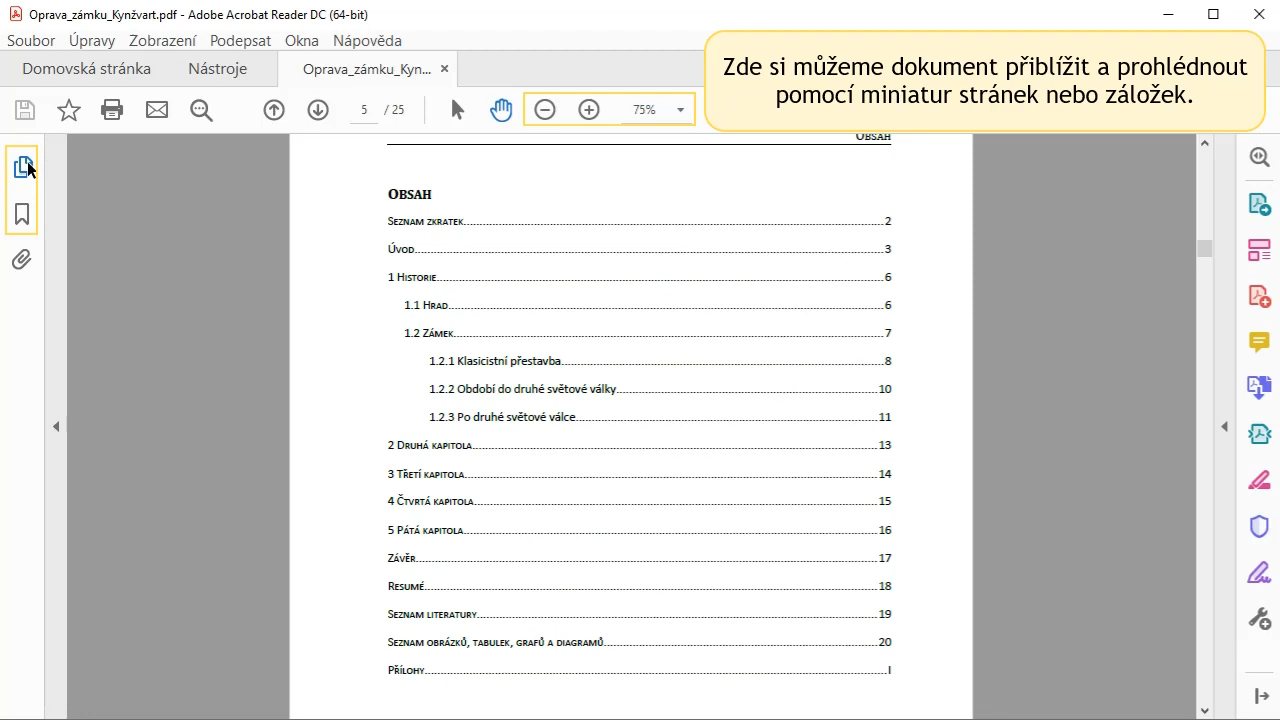 Oprava_zámku_Kynžvart.pdf - Adobe Acrobat Reader DC (64-bit)
Soubor Úpravy Zobrazení Podepsat Okna Nápověda
Domovská stránka Nástroje Oprava_zámku_Kyn... ×
Zde si můžeme dokument přiblížit a prohlédnout
pomocí miniatur stránek nebo záložek.
5 / 25 75%
OBSAH
OBSAH
SEZNAM ZKRATEK 2
ÚVOD 3
1 HISTORIE 6
1.1 HRAD 6
1.2 ZÁMEK 7
1.2.1 Klasicistní přestavba 8
1.2.2 Období do druhé světové války 10
1.2.3 Po druhé světové válce 11
2 DRUHÁ KAPITOLA 13
3 TŘETÍ KAPITOLA 14
4 ČTVRTÁ KAPITOLA 15
5 PÁTÁ KAPITOLA 16
ZÁVĚR 17
RESUMÉ 18
SEZNAM LITERATURY 19
SEZNAM OBRÁZKŮ, TABULEK, GRAFŮ A DIAGRAMŮ 20
PŘÍLOHY I